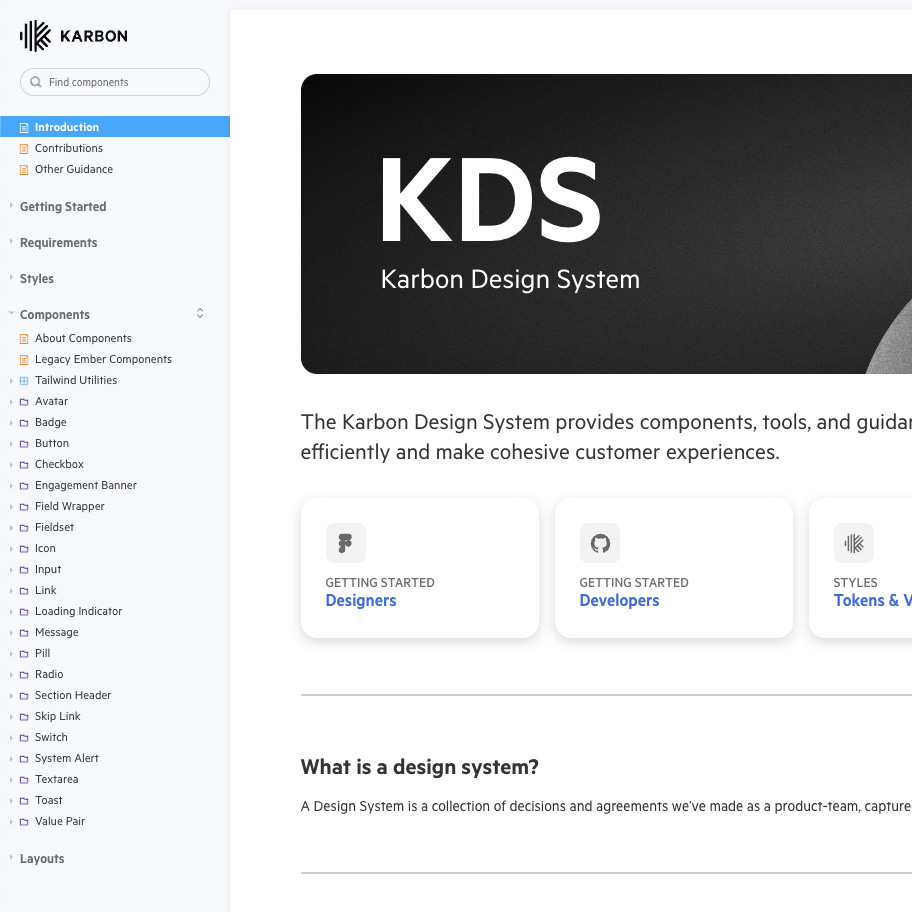 KARBON
Find components
Introduction
Contributions
Other Guidance
Getting Started
Requirements
Styles
Components
About Components
Legacy Ember Components
Tailwind Utilities
Avatar
Badge
Button
Checkbox
Engagement Banner
Field Wrapper
Fieldset
Icon
Input
Link
Loading Indicator
Message
Pill
Radio
Section Header
Skip Link
Switch
System Alert
Textarea
Toast
Value Pair
Layouts
KDS
Karbon Design System
The Karbon Design System provides components, tools, and
efficiently and make cohesive customer experiences.
GETTING STARTED
Designers
GETTING STARTED
Developers
STYLES
Tokens &
What is a design system?
A Design System is a collection of decisions and agreements we've made as a product-team,